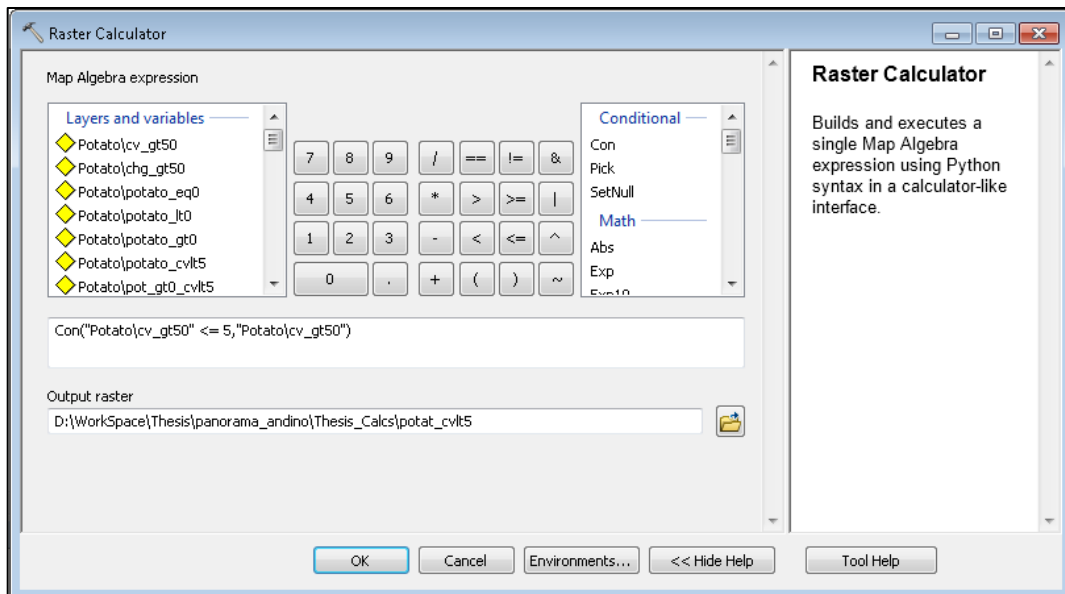 Raster Calculator
Map Algebra expression
Layers and variables
Potato\cv_gt50
Potato\chg_gt50
Potato\potato_eq0
Potato\potato_lt0
Potato\potato_gt0
Potato\potato_cvlt5
Potato\pot_gt0_cvlt5
7 8 9 / == != &
4 5 6 * > >= |
1 2 3 - < <= ^
0 . + ( ) ~
Conditional
Con
Pick
SetNull
Math
Abs
Exp
Exp10
Con("Potato\cv_gt50" <= 5,"Potato\cv_gt50")
Output raster
D:\WorkSpace\Thesis\panorama_andino\Thesis_Calcs\potat_cvlt5
OK Cancel Environments... << Hide Help Tool Help
Raster Calculator
Builds and executes a
single Map Algebra
expression using Python
syntax in a calculator-like
interface.